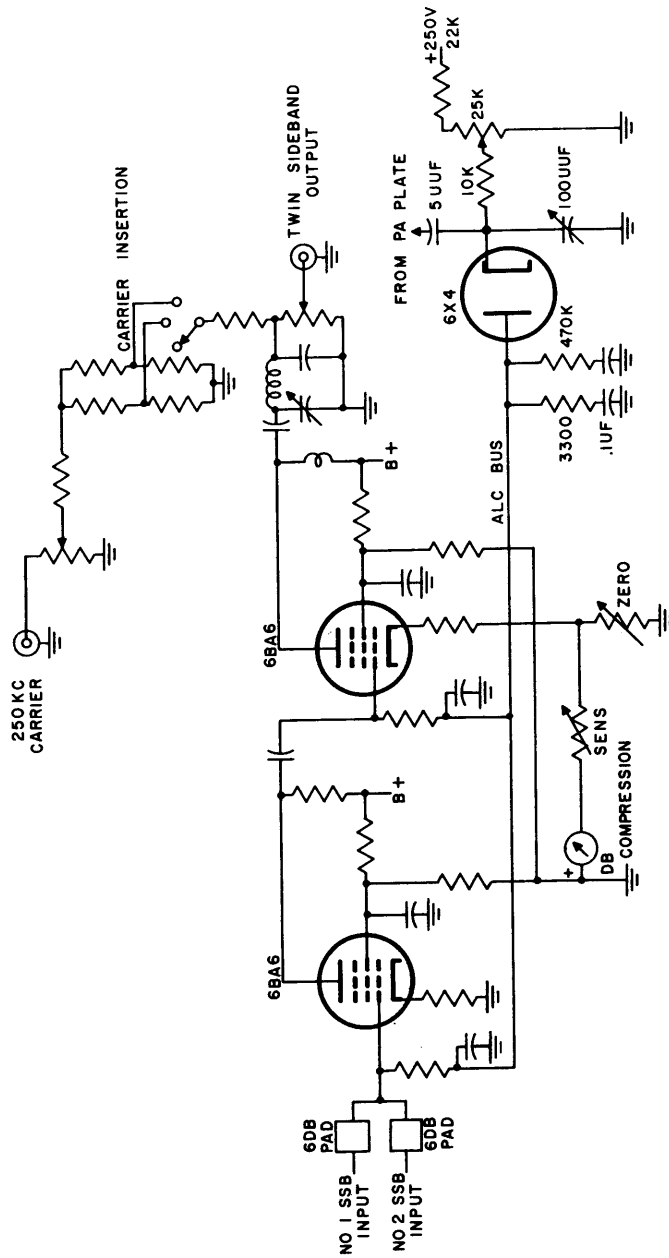 250KC
CARRIER
CARRIER INSERTION
TWIN SIDEBAND
OUTPUT
6BA6
6BA6
B+
B+
NO 1 SSB
INPUT
6DB
PAD
NO 2 SSB
INPUT
6DB
PAD
+
DB
COMPRESSION
SENS
ZERO
ALC BUS
3300
.1UF
470K
6X4
FROM PA PLATE
5UUF
10K
100UUF
25K
+250V
22K